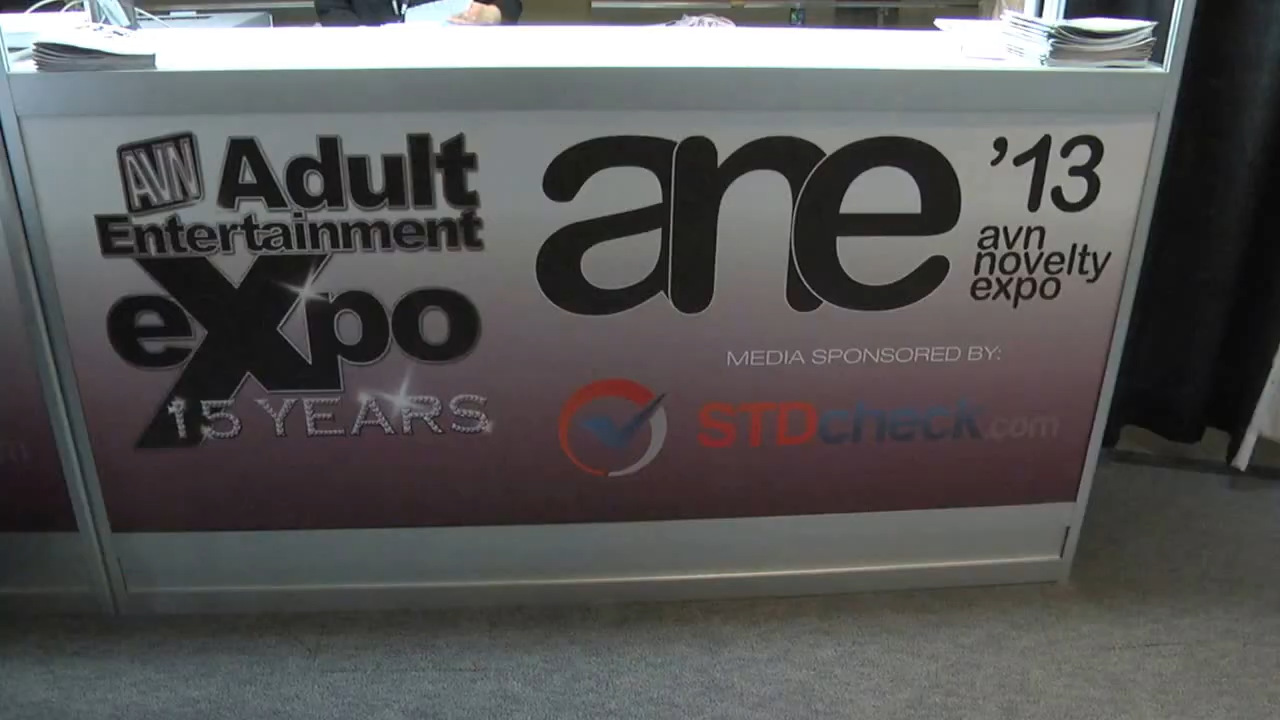 AVN Adult
Entertainment
eXpo
15 YEARS
ane '13
avn
novelty
expo
MEDIA SPONSORED BY:
STDcheck.com